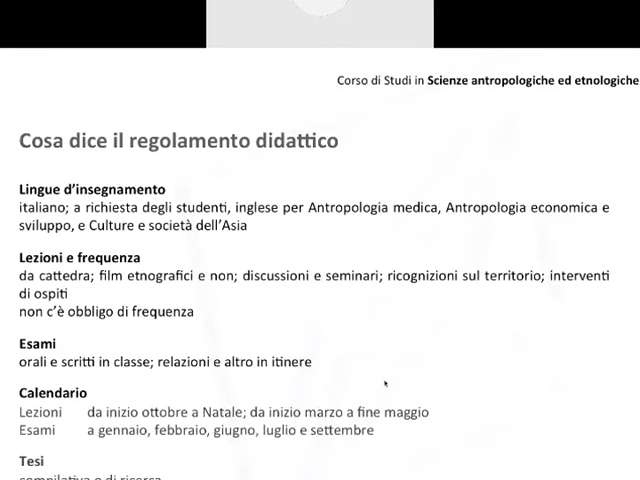 Corso di Studi in Scienze antropologiche ed etnologiche
Cosa dice il regolamento didattico
Lingue d'insegnamento
italiano; a richiesta degli studenti, inglese per Antropologia medica, Antropologia economica e
sviluppo, e Culture e società dell'Asia
Lezioni e frequenza
da cattedra; film etnografici e non; discussioni e seminari; ricognizioni sul territorio; interventi
di ospiti
non c'è obbligo di frequenza
Esami
orali e scritti in classe; relazioni e altro in itinere
Calendario
Lezioni da inizio ottobre a Natale; da inizio marzo a fine maggio
Esami a gennaio, febbraio, giugno, luglio e settembre
Tesi
compilativa o di ricerca